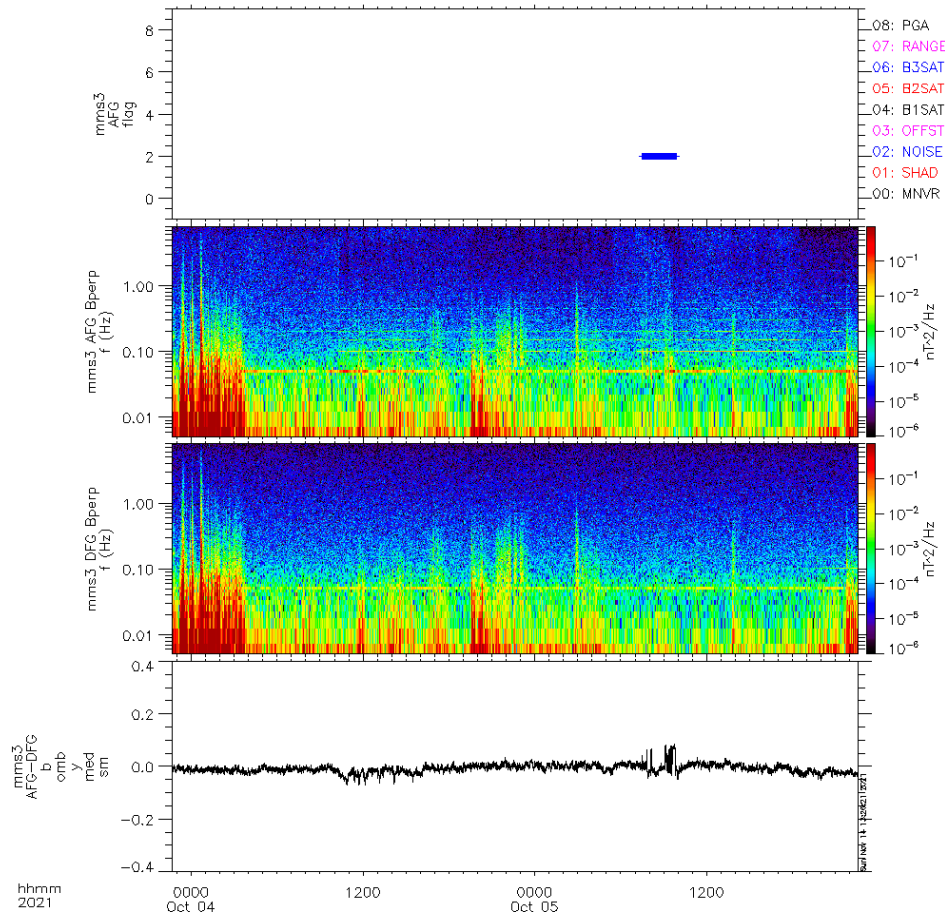 8
6
4
2
0
mms3
AFG
flag
08: PGA
07: RANGE
06: B3SAT
05: B2SAT
04: B1SAT
03: OFFST
02: NOISE
01: SHAD
00: MNVR
1.00
0.10
0.01
mms3 AFG Bperp
f (Hz)
10^-1
10^-2
10^-3
10^-4
10^-5
10^-6
nT^2/Hz
1.00
0.10
0.01
mms3 DFG Bperp
f (Hz)
10^-1
10^-2
10^-3
10^-4
10^-5
10^-6
nT^2/Hz
0.4
0.2
0.0
-0.2
-0.4
mms3
AFG-DFG
b
omb
y
med
sm
hhmm
2021
0000
Oct 04
1200
0000
Oct 05
1200
Sun Nov 14
2021